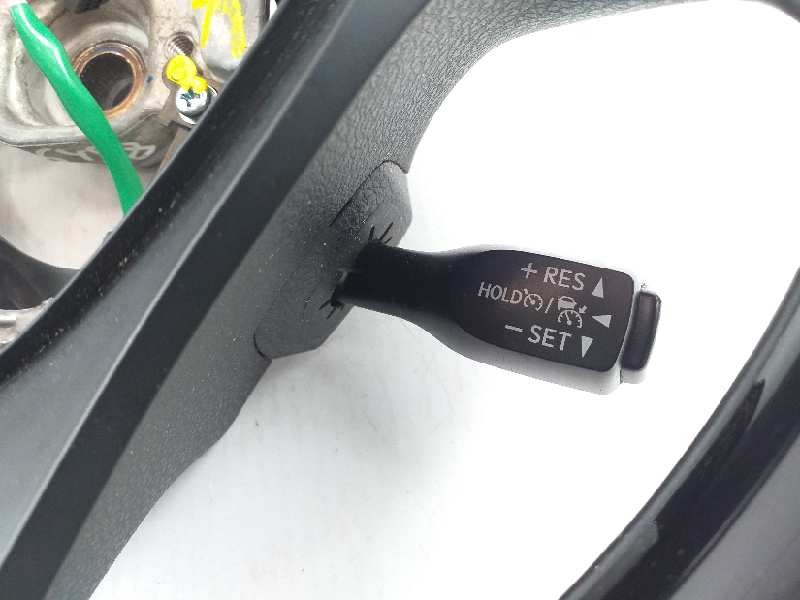 + RES ▲
HOLD /
- SET ▼